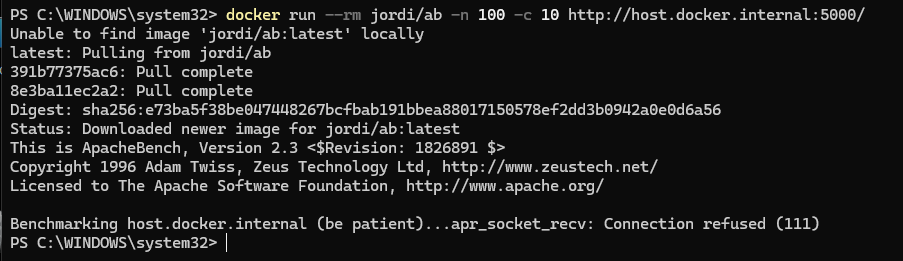 PS C:\WINDOWS\system32> docker run --rm jordi/ab -n 100 -c 10 http://host.docker.internal:5000/
Unable to find image 'jordi/ab:latest' locally
latest: Pulling from jordi/ab
391b77375ac6: Pull complete
8e3ba11ec2a2: Pull complete
Digest: sha256:e73ba5f38be047448267bcfbab191bbea88017150578ef2dd3b0942a0e0d6a56
Status: Downloaded newer image for jordi/ab:latest
This is ApacheBench, Version 2.3 <$Revision: 1826891 $>
Copyright 1996 Adam Twiss, Zeus Technology Ltd, http://www.zeustech.net/
Licensed to The Apache Software Foundation, http://www.apache.org/
Benchmarking host.docker.internal (be patient)...apr_socket_recv: Connection refused (111)
PS C:\WINDOWS\system32>